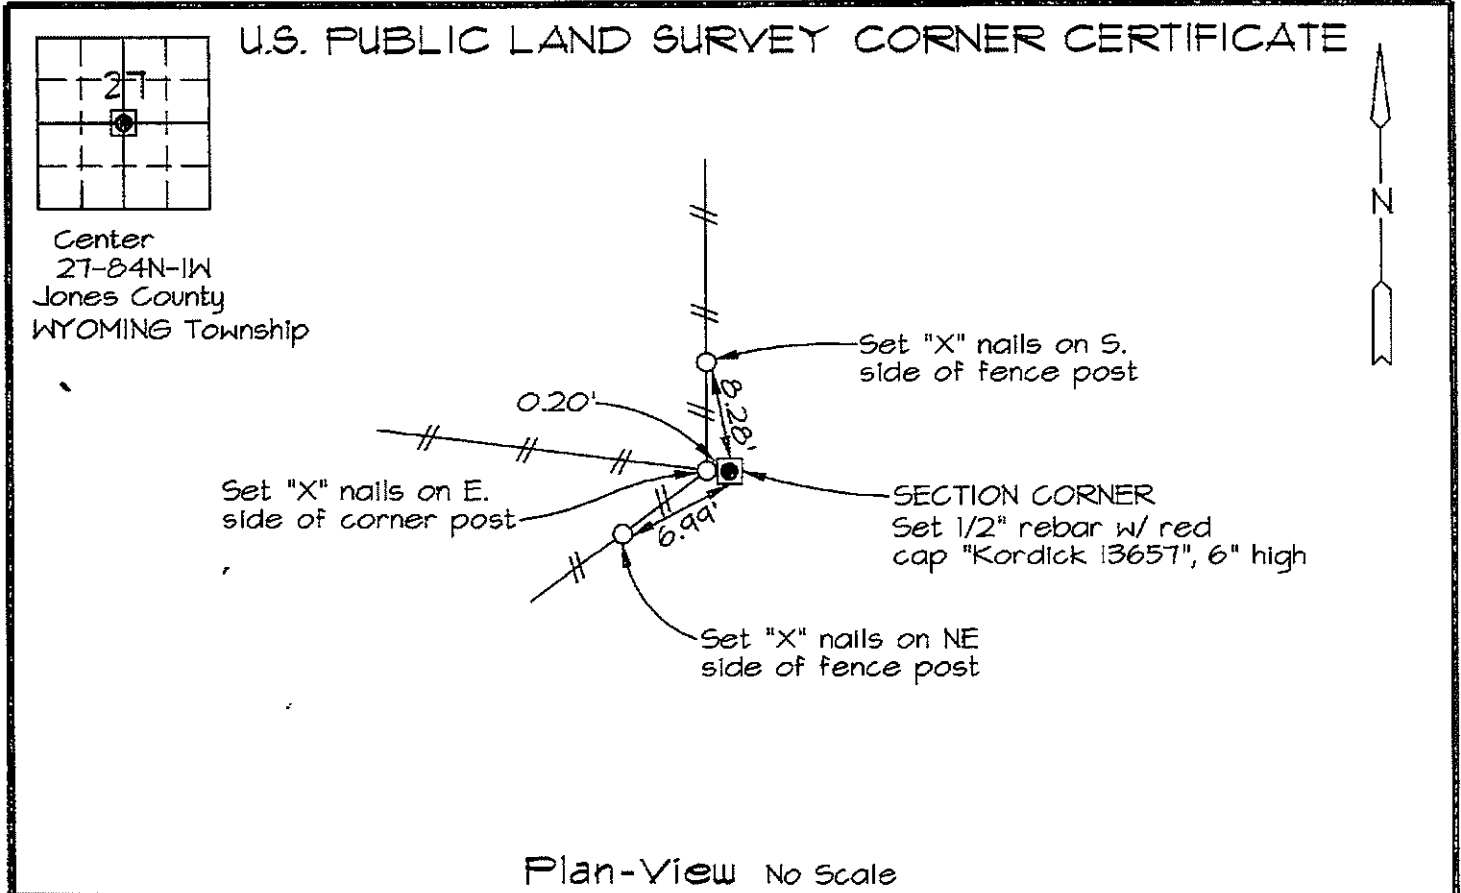 U.S. PUBLIC LAND SURVEY CORNER CERTIFICATE
27
N
Center
27-84N-1W
Jones County
WYOMING Township
Set "X" nails on S.
side of fence post
0.20'
8.28'
Set "X" nails on E.
side of corner post
6.99'
SECTION CORNER
Set 1/2" rebar w/ red
cap "Kordick 13657", 6" high
Set "X" nails on NE
side of fence post
Plan-View No Scale